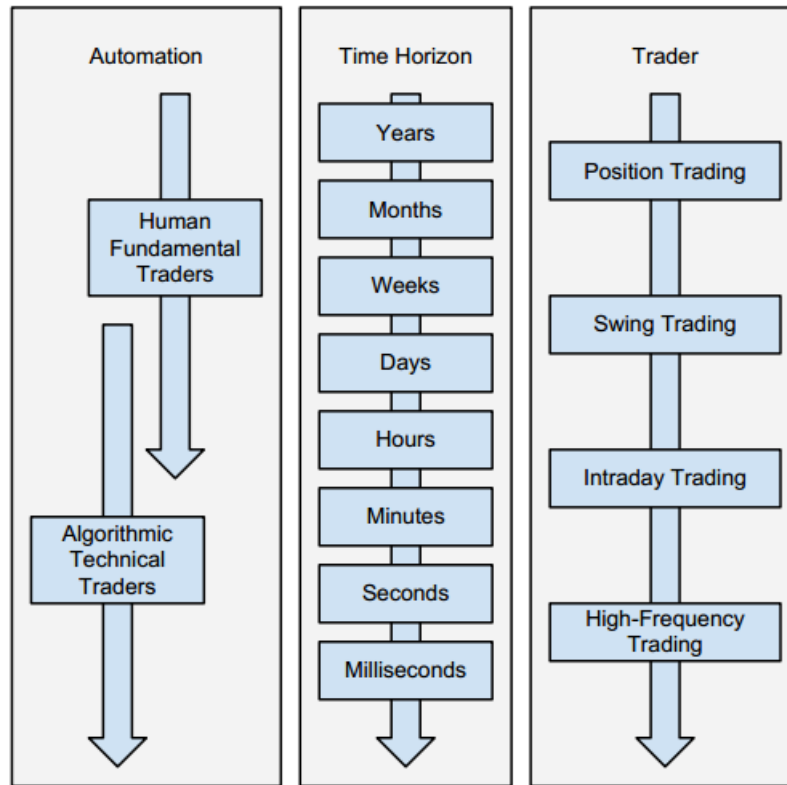 Automation
Human
Fundamental
Traders
Algorithmic
Technical
Traders
Time Horizon
Years
Months
Weeks
Days
Hours
Minutes
Seconds
Milliseconds
Trader
Position Trading
Swing Trading
Intraday Trading
High-Frequency
Trading